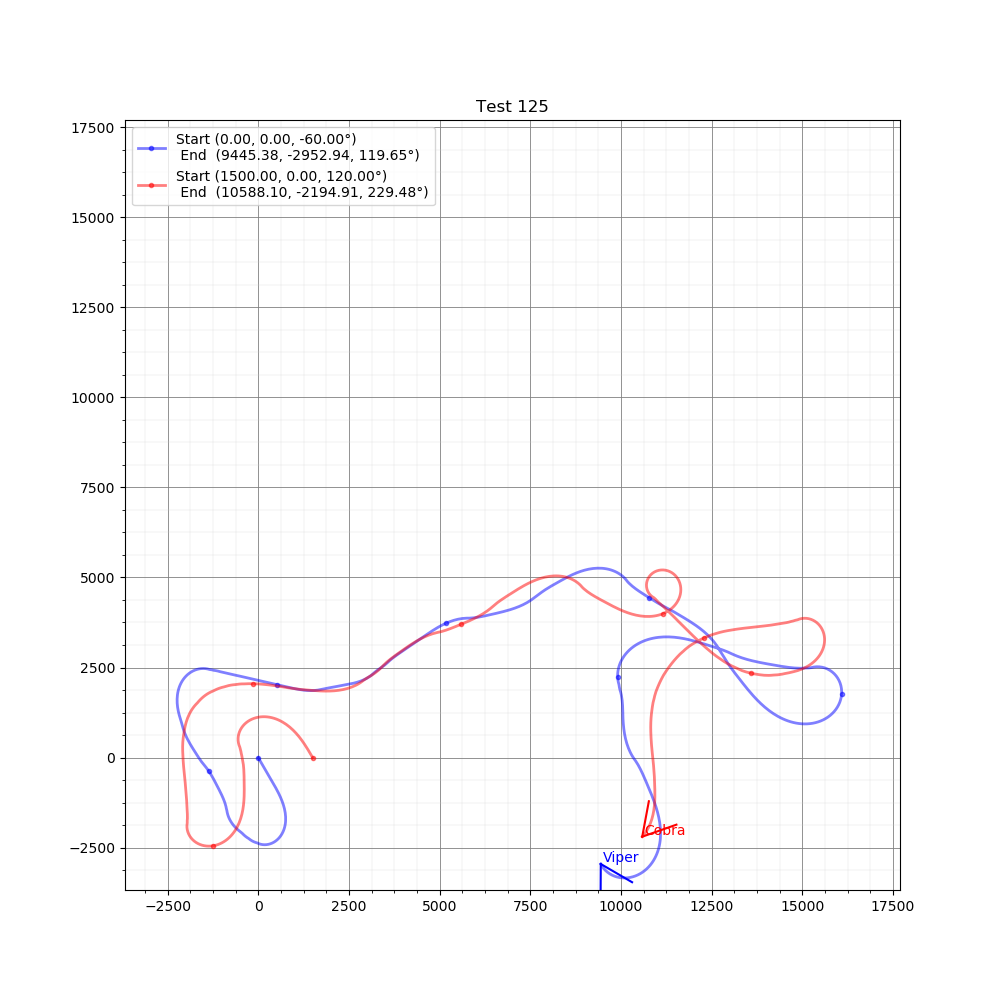 Test 125
Start (0.00, 0.00, -60.00°)
End (9445.38, -2952.94, 119.65°)
Start (1500.00, 0.00, 120.00°)
End (10588.10, -2194.91, 229.48°)
17500
15000
12500
10000
7500
5000
2500
0
−2500
Cobra
Viper
−2500 0 2500 5000 7500 10000 12500 15000 17500